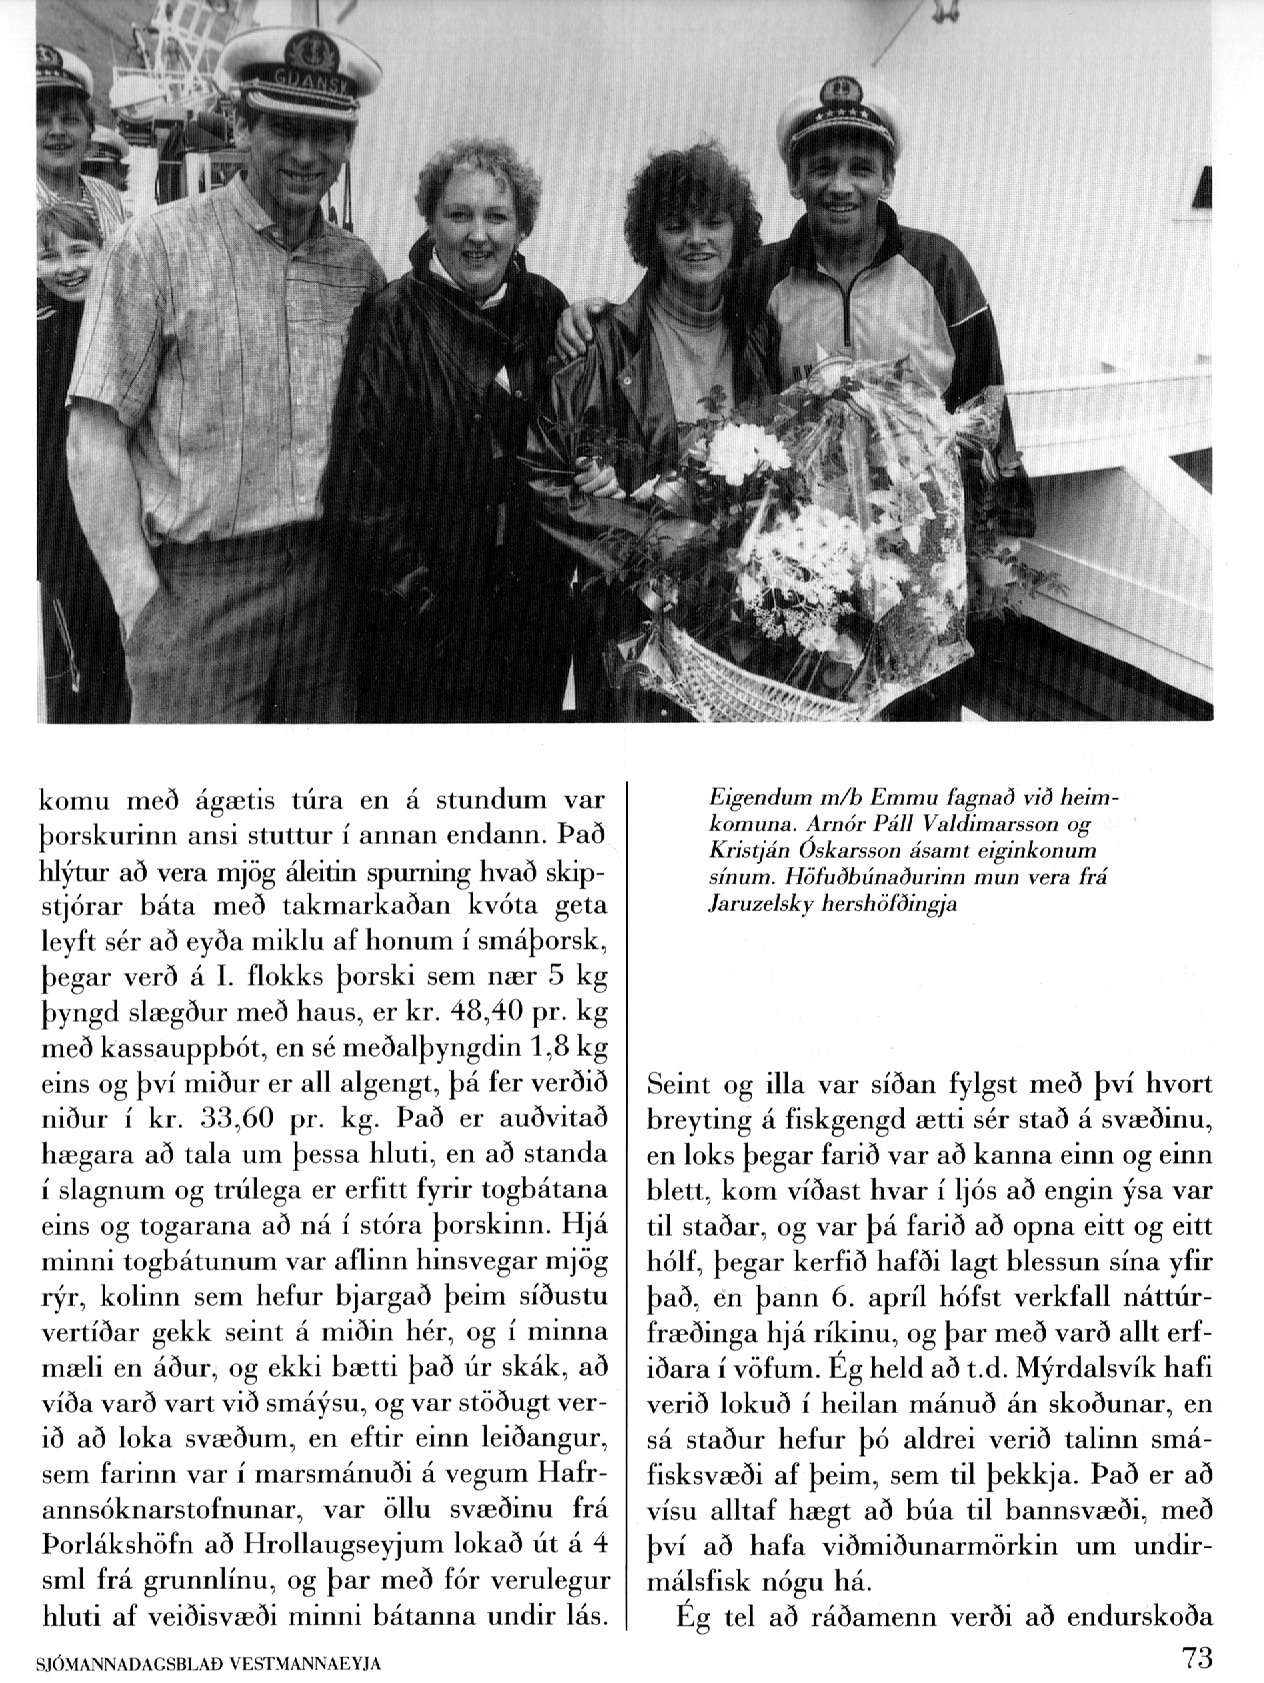 GDANSK
komu með ágætis túra en á stundum var
þorskurinn ansi stuttur í annan endann. Það
hlýtur að vera mjög áleitin spurning hvað skip-
stjórar báta með takmarkaðan kvóta geta
leyft sér að eyða miklu af honum í smáþorsk,
þegar verð á I. flokks þorski sem nær 5 kg
þyngd slægður með haus, er kr. 48,40 pr. kg
með kassauppbót, en sé meðalþyngdin 1,8 kg
eins og því miður er all algengt, þá fer verðið
niður í kr. 33,60 pr. kg. Það er auðvitað
hægara að tala um þessa hluti, en að standa
í slagnum og trúlega er erfitt fyrir togbátana
eins og togarana að ná í stóra þorskinn. Hjá
minni togbátunum var aflinn hinsvegar mjög
rýr, kolinn sem hefur bjargað þeim síðustu
vertíðar gekk seint á miðin hér, og í minna
mæli en áður, og ekki bætti það úr skák, að
víða varð vart við smáýsu, og var stöðugt ver-
ið að loka svæðum, en eftir einn leiðangur,
sem farinn var í marsmánuði á vegum Hafr-
annsóknarstofnunar, var öllu svæðinu frá
Þorlákshöfn að Hrollaugseyjum lokað út á 4
sml frá grunnlínu, og þar með fór verulegur
hluti af veiðisvæði minni bátanna undir lás.
Eigendum m/b Emmu fagnað við heim-
komuna. Arnór Páll Valdimarsson og
Kristján Óskarsson ásamt eiginkonum
sínum. Höfuðbúnaðurinn mun vera frá
Jaruzelsky hershöfðingja
Seint og illa var síðan fylgst með því hvort
breyting á fiskgengd ætti sér stað á svæðinu,
en loks þegar farið var að kanna einn og einn
blett, kom víðast hvar í ljós að engin ýsa var
til staðar, og var þá farið að opna eitt og eitt
hólf, þegar kerfið hafði lagt blessun sína yfir
það, en þann 6. apríl hófst verkfall náttúr-
fræðinga hjá ríkinu, og þar með varð allt erf-
iðara í vöfum. Ég held að t.d. Mýrdalsvík hafi
verið lokuð í heilan mánuð án skoðunar, en
sá staður hefur þó aldrei verið talinn smá-
fisksvæði af þeim, sem til þekkja. Það er að
vísu alltaf hægt að búa til bannsvæði, með
því að hafa viðmiðunarmörkin um undir-
málsfisk nógu há.
Ég tel að ráðamenn verði að endurskoða
SJÓMANNADAGSBLAÐ VESTMANNAEYJA
73